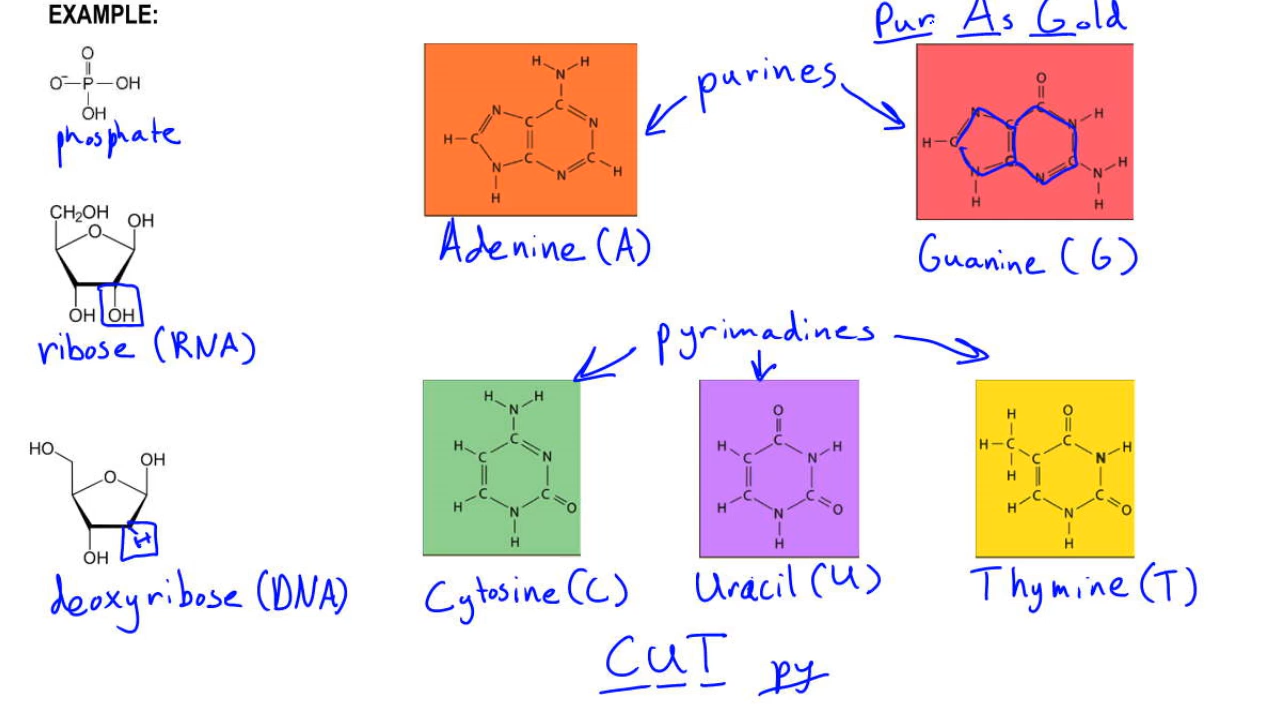 EXAMPLE:
O
O⁻—P—OH
OH
phosphate
CH₂OH
OH
O
OH OH
ribose (RNA)
HO
OH
O
H
OH
deoxyribose (DNA)
Pur As Gold
purines
H H
N
C
N C N
H—C
C C
N N H
H
Adenine (A)
O
C
N C N—H
H—C
C C
N N N—H
H H
Guanine (G)
pyrimadines
H H
N
C
H C N
H C C
N O
H
Cytosine (C)
O
C
H C N H
H C C
N O
H
Uracil (U)
H O
H—C C
C N H
H
H C C
N O
H
Thymine (T)
CUT py